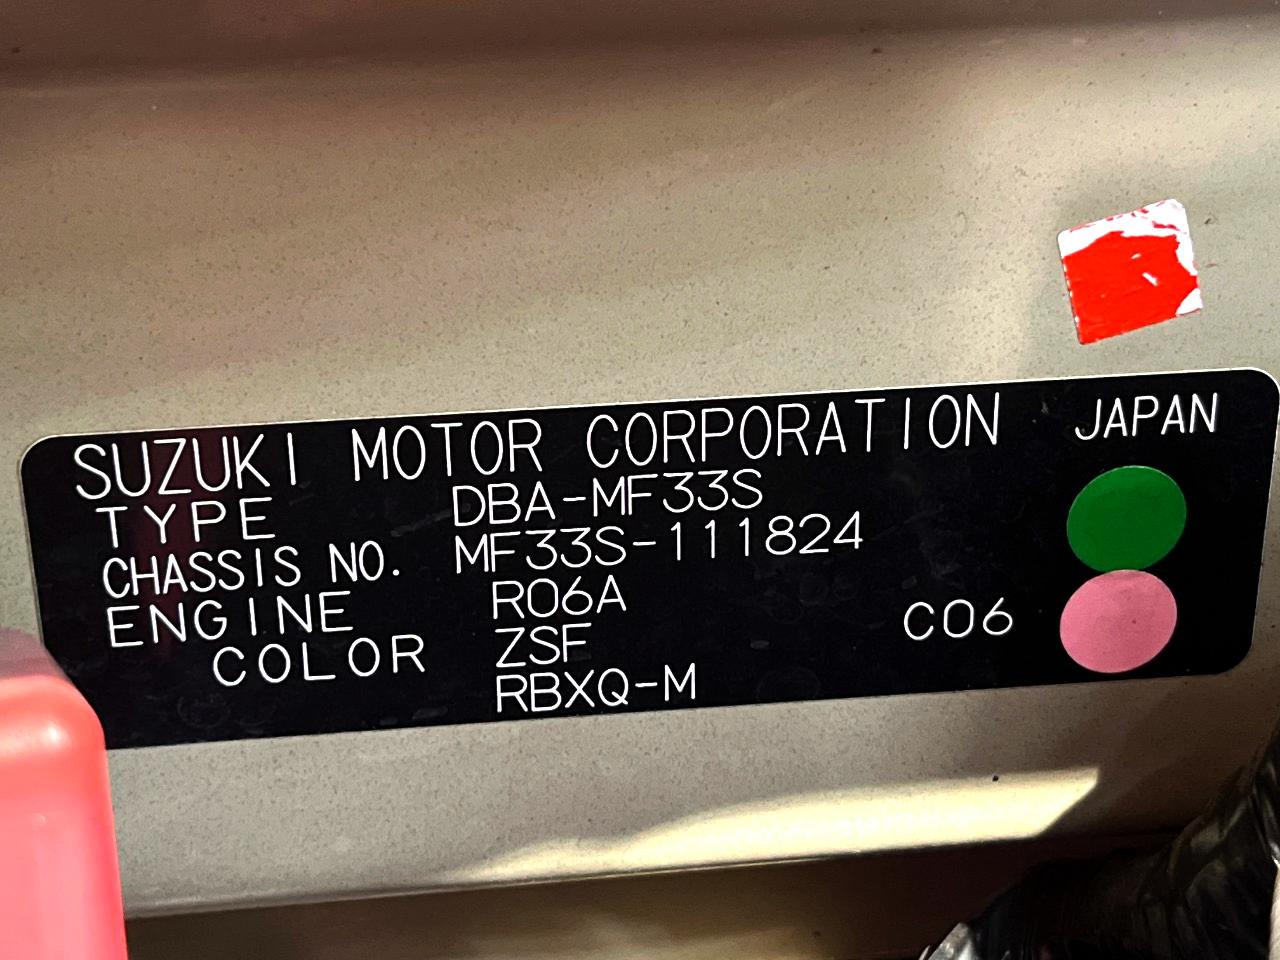 SUZUKI MOTOR CORPORATION JAPAN
TYPE DBA-MF33S
CHASSIS NO. MF33S-111824
ENGINE R06A
COLOR ZSF C06
RBXQ-M